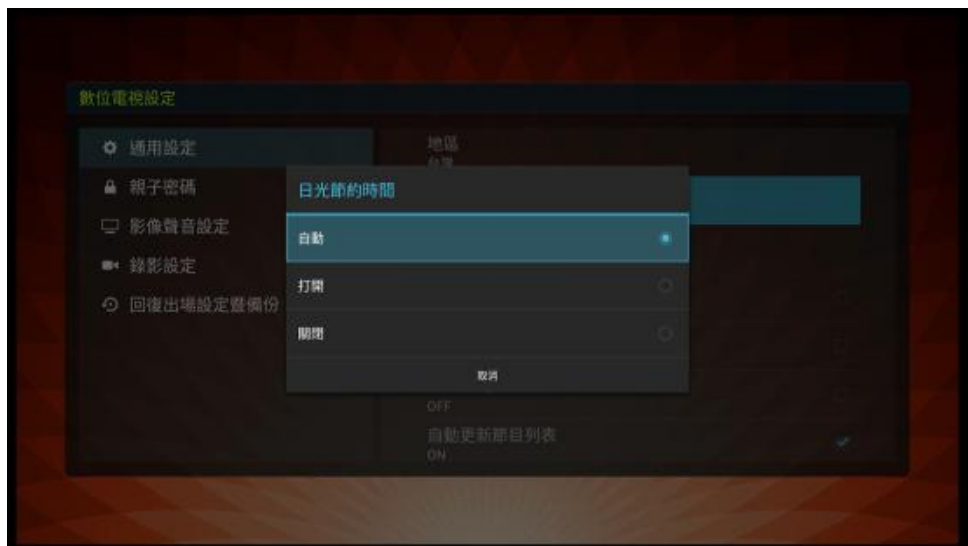 數位電視設定
通用設定
親子密碼
影像聲音設定
錄影設定
回復出場設定暨備份
地區
台灣
日光節約時間
自動
打開
關閉
取消
OFF
自動更新節目列表
ON